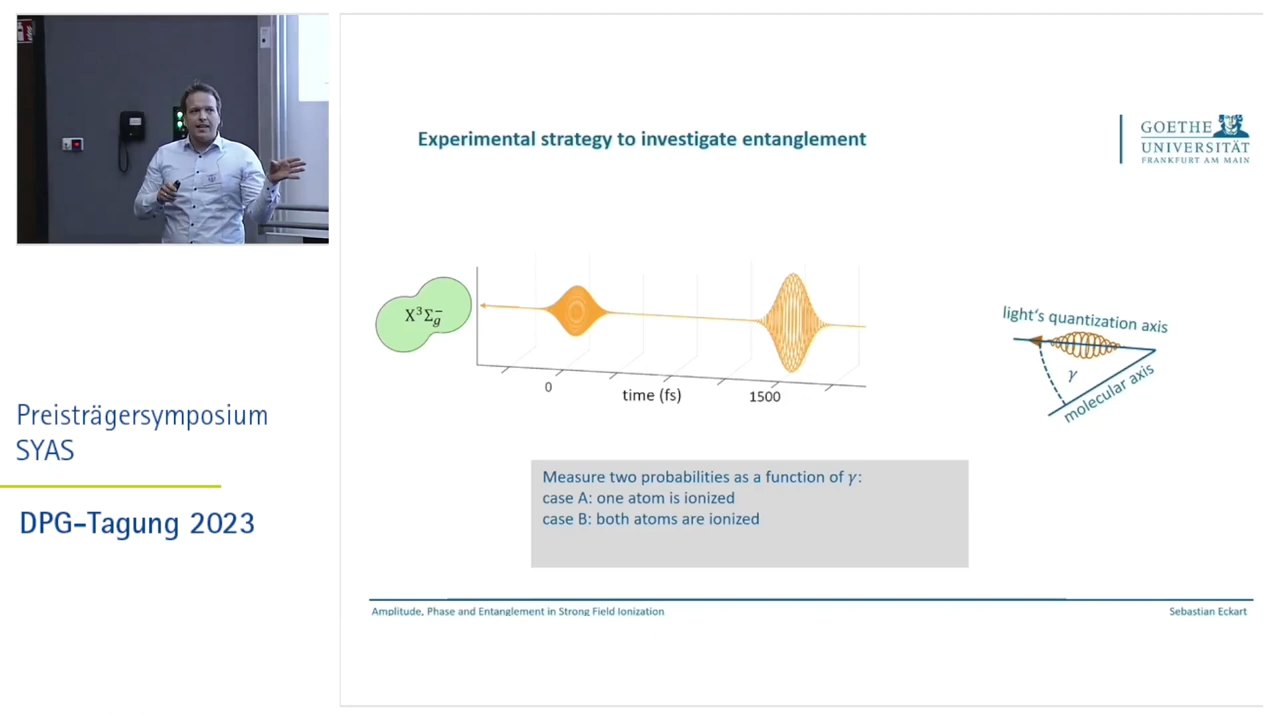 Experimental strategy to investigate entanglement
GOETHE
UNIVERSITÄT
FRANKFURT AM MAIN
X³Σg⁻
0
time (fs)
1500
light's quantization axis
γ
molecular axis
Measure two probabilities as a function of γ:
case A: one atom is ionized
case B: both atoms are ionized
Amplitude, Phase and Entanglement in Strong Field Ionization
Sebastian Eckart
Preisträgersymposium
SYAS
DPG-Tagung 2023